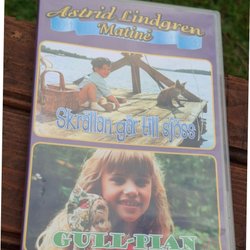 Astrid Lindgren
Matiné
Skrållan går till sjöss
GULL-PIAN